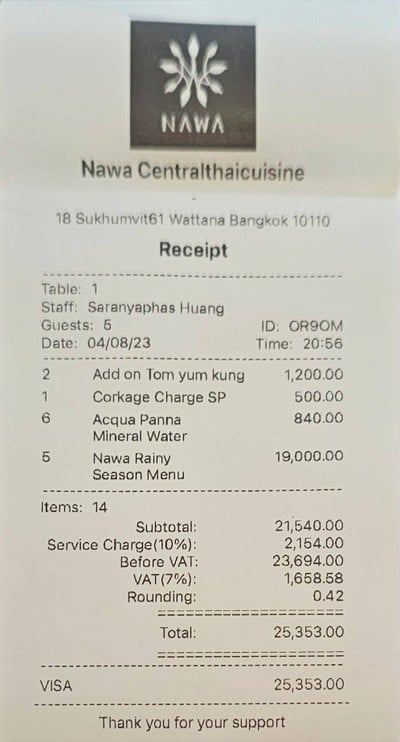 NAWA
Nawa Centralthaicuisine
18 Sukhumvit61 Wattana Bangkok 10110
Receipt
Table: 1
Staff: Saranyaphas Huang
Guests: 5 ID: OR9OM
Date: 04/08/23 Time: 20:56
2 Add on Tom yum kung 1,200.00
1 Corkage Charge SP 500.00
6 Acqua Panna 840.00
Mineral Water
5 Nawa Rainy 19,000.00
Season Menu
Items: 14
Subtotal: 21,540.00
Service Charge(10%): 2,154.00
Before VAT: 23,694.00
VAT(7%): 1,658.58
Rounding: 0.42
Total: 25,353.00
VISA 25,353.00
Thank you for your support